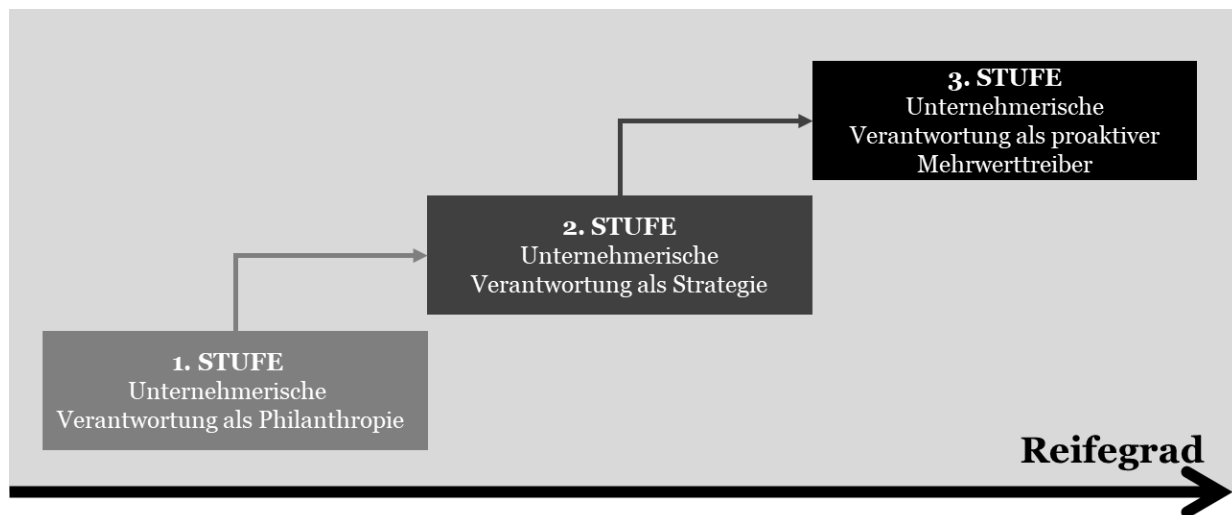 3. STUFE
Unternehmerische
Verantwortung als proaktiver
Mehrwerttreiber
2. STUFE
Unternehmerische
Verantwortung als Strategie
1. STUFE
Unternehmerische
Verantwortung als Philanthropie
Reifegrad